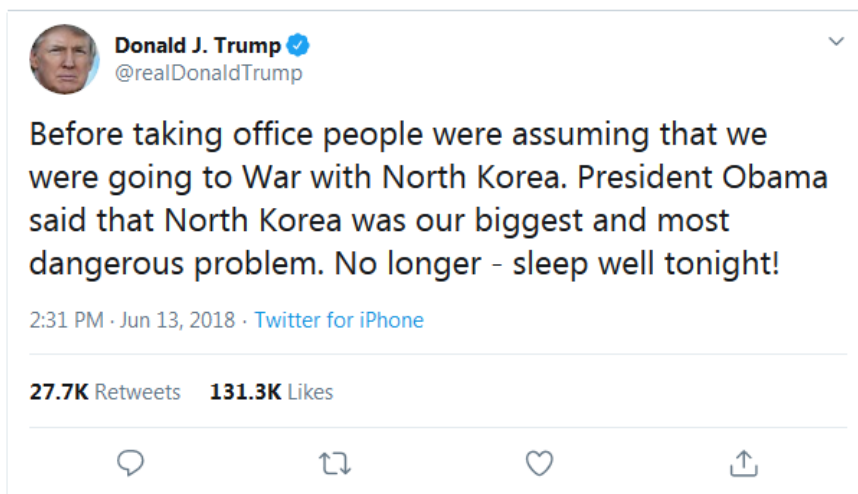 Donald J. Trump
@realDonaldTrump
Before taking office people were assuming that we
were going to War with North Korea. President Obama
said that North Korea was our biggest and most
dangerous problem. No longer - sleep well tonight!
2:31 PM · Jun 13, 2018 · Twitter for iPhone
27.7K Retweets 131.3K Likes